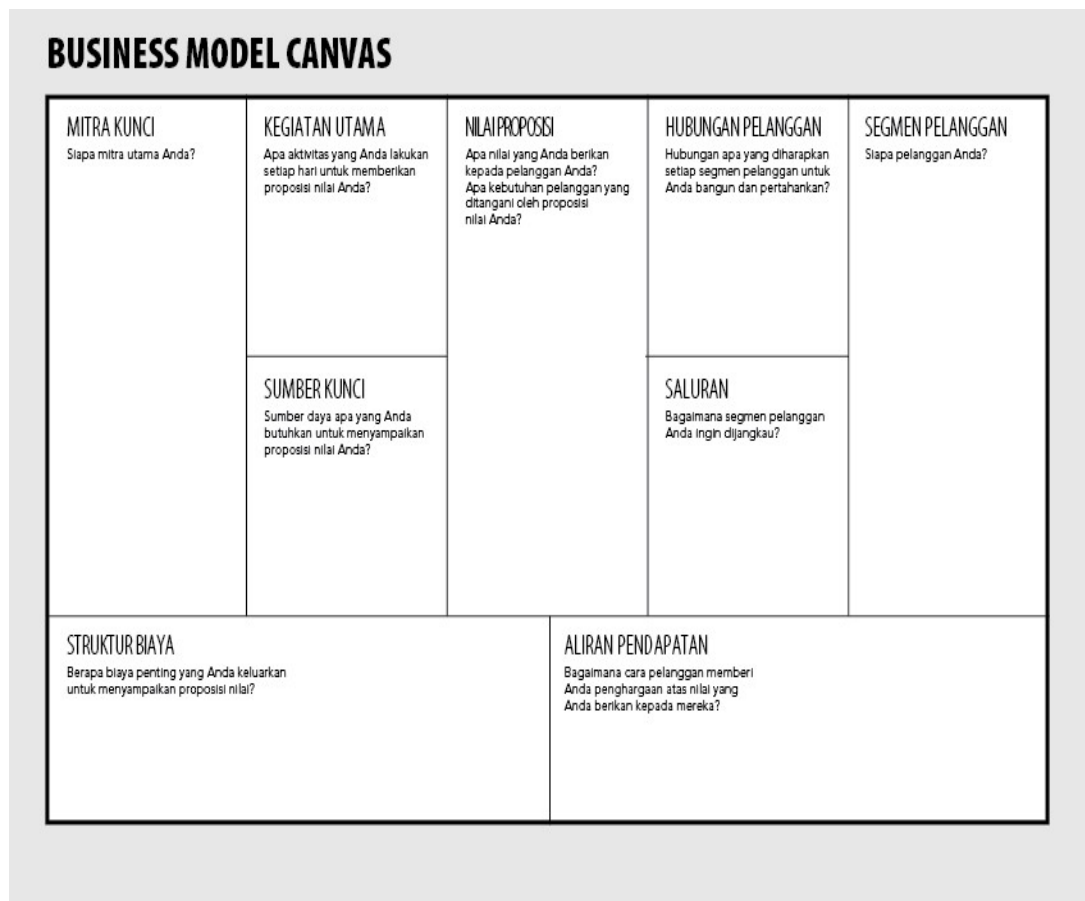 BUSINESS MODEL CANVAS
MITRA KUNCI
Siapa mitra utama Anda?
KEGIATAN UTAMA
Apa aktivitas yang Anda lakukan
setiap hari untuk memberikan
proposisi nilai Anda?
SUMBER KUNCI
Sumber daya apa yang Anda
butuhkan untuk menyampaikan
proposisi nilai Anda?
NILAI PROPOSISI
Apa nilai yang Anda berikan
kepada pelanggan Anda?
Apa kebutuhan pelanggan yang
ditangani oleh proposisi
nilai Anda?
HUBUNGAN PELANGGAN
Hubungan apa yang diharapkan
setiap segmen pelanggan untuk
Anda bangun dan pertahankan?
SALURAN
Bagaimana segmen pelanggan
Anda ingin dijangkau?
SEGMEN PELANGGAN
Siapa pelanggan Anda?
STRUKTUR BIAYA
Berapa biaya penting yang Anda keluarkan
untuk menyampaikan proposisi nilai?
ALIRAN PENDAPATAN
Bagaimana cara pelanggan memberi
Anda penghargaan atas nilai yang
Anda berikan kepada mereka?